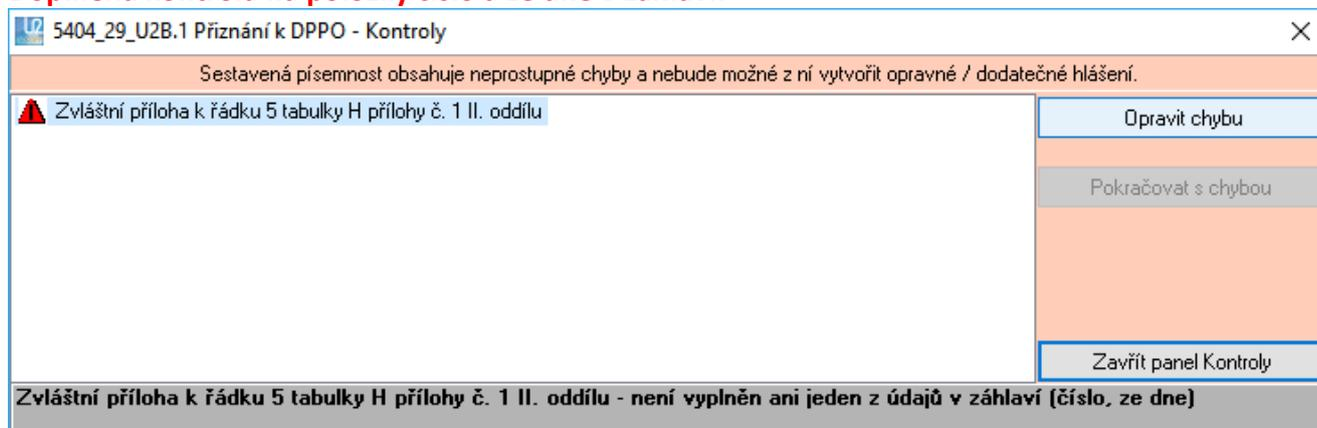 5404_29_U2B.1 Přiznání k DPPO - Kontroly
Sestavená písemnost obsahuje neprostupné chyby a nebude možné z ní vytvořit opravné / dodatečné hlášení.
Zvláštní příloha k řádku 5 tabulky H přílohy č. 1 II. oddílu
Opravit chybu
Pokračovat s chybou
Zavřít panel Kontroly
Zvláštní příloha k řádku 5 tabulky H přílohy č. 1 II. oddílu - není vyplněn ani jeden z údajů v záhlaví (číslo, ze dne)